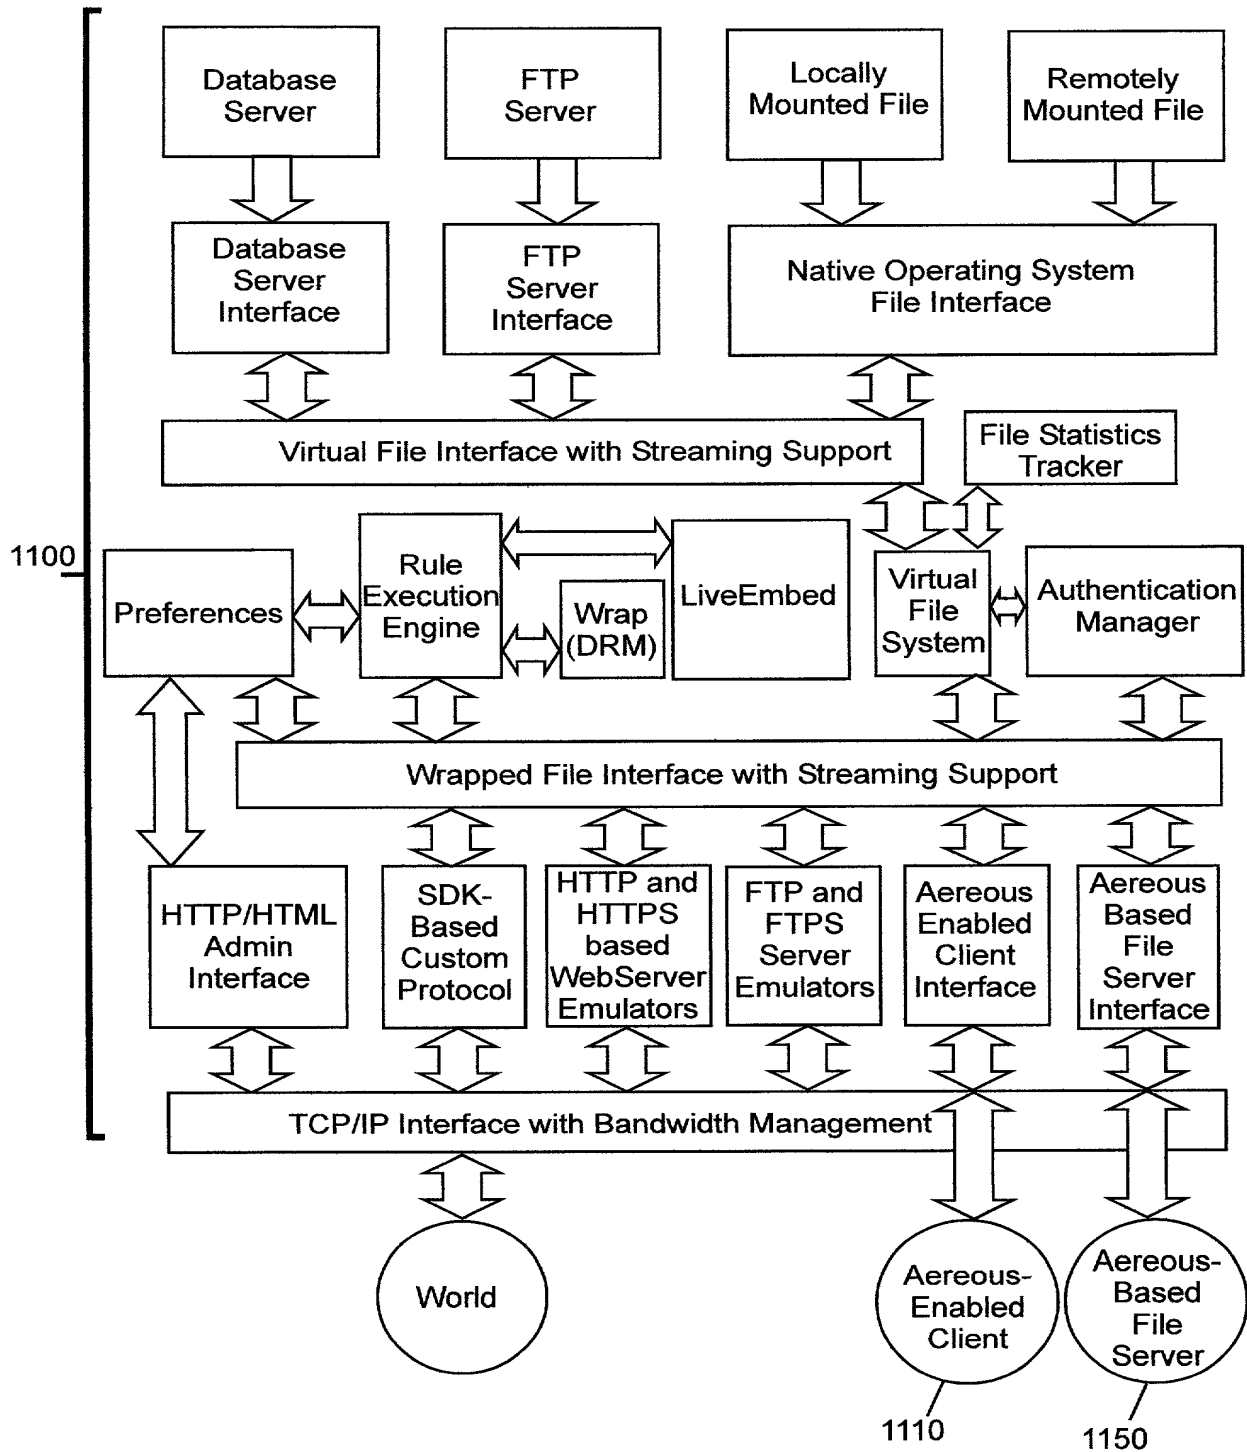 Database
Server
FTP
Server
Locally
Mounted File
Remotely
Mounted File
Database
Server
Interface
FTP
Server
Interface
Native Operating System
File Interface
Virtual File Interface with Streaming Support
File Statistics
Tracker
1100
Preferences
Rule
Execution
Engine
Wrap
(DRM)
LiveEmbed
Virtual
File
System
Authentication
Manager
Wrapped File Interface with Streaming Support
HTTP/HTML
Admin
Interface
SDK-
Based
Custom
Protocol
HTTP and
HTTPS
based
WebServer
Emulators
FTP and
FTPS
Server
Emulators
Aereous
Enabled
Client
Interface
Aereous
Based
File
Server
Interface
TCP/IP Interface with Bandwidth Management
World
Aereous-
Enabled
Client
Aereous-
Based
File
Server
1110
1150